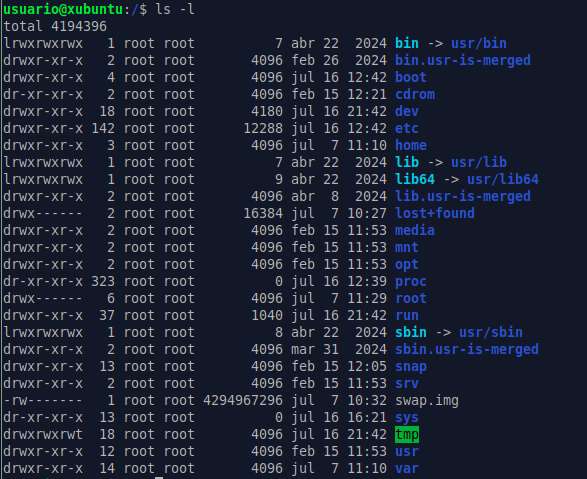 usuario@xubuntu:/$ ls -l
total 4194396
lrwxrwxrwx   1 root root          7 abr 22  2024 bin -> usr/bin
drwxr-xr-x   2 root root       4096 feb 26  2024 bin.usr-is-merged
drwxr-xr-x   4 root root       4096 jul 16 12:42 boot
dr-xr-xr-x   2 root root       4096 feb 15 12:21 cdrom
drwxr-xr-x  18 root root       4180 jul 16 21:42 dev
drwxr-xr-x 142 root root      12288 jul 16 12:42 etc
drwxr-xr-x   3 root root       4096 jul  7 11:10 home
lrwxrwxrwx   1 root root          7 abr 22  2024 lib -> usr/lib
lrwxrwxrwx   1 root root          9 abr 22  2024 lib64 -> usr/lib64
drwxr-xr-x   2 root root       4096 abr  8  2024 lib.usr-is-merged
drwx------   2 root root      16384 jul  7 10:27 lost+found
drwxr-xr-x   2 root root       4096 feb 15 11:53 media
drwxr-xr-x   2 root root       4096 feb 15 11:53 mnt
drwxr-xr-x   2 root root       4096 feb 15 11:53 opt
dr-xr-xr-x 323 root root          0 jul 16 12:39 proc
drwx------   6 root root       4096 jul  7 11:29 root
drwxr-xr-x  37 root root       1040 jul 16 21:42 run
lrwxrwxrwx   1 root root          8 abr 22  2024 sbin -> usr/sbin
drwxr-xr-x   2 root root       4096 mar 31  2024 sbin.usr-is-merged
drwxr-xr-x  13 root root       4096 feb 15 12:05 snap
drwxr-xr-x   2 root root       4096 feb 15 11:53 srv
-rw-------   1 root root 4294967296 jul  7 10:32 swap.img
dr-xr-xr-x  13 root root          0 jul 16 16:21 sys
drwxrwxrwt  18 root root       4096 jul 16 21:42 tmp
drwxr-xr-x  12 root root       4096 feb 15 11:53 usr
drwxr-xr-x  14 root root       4096 jul  7 11:10 var